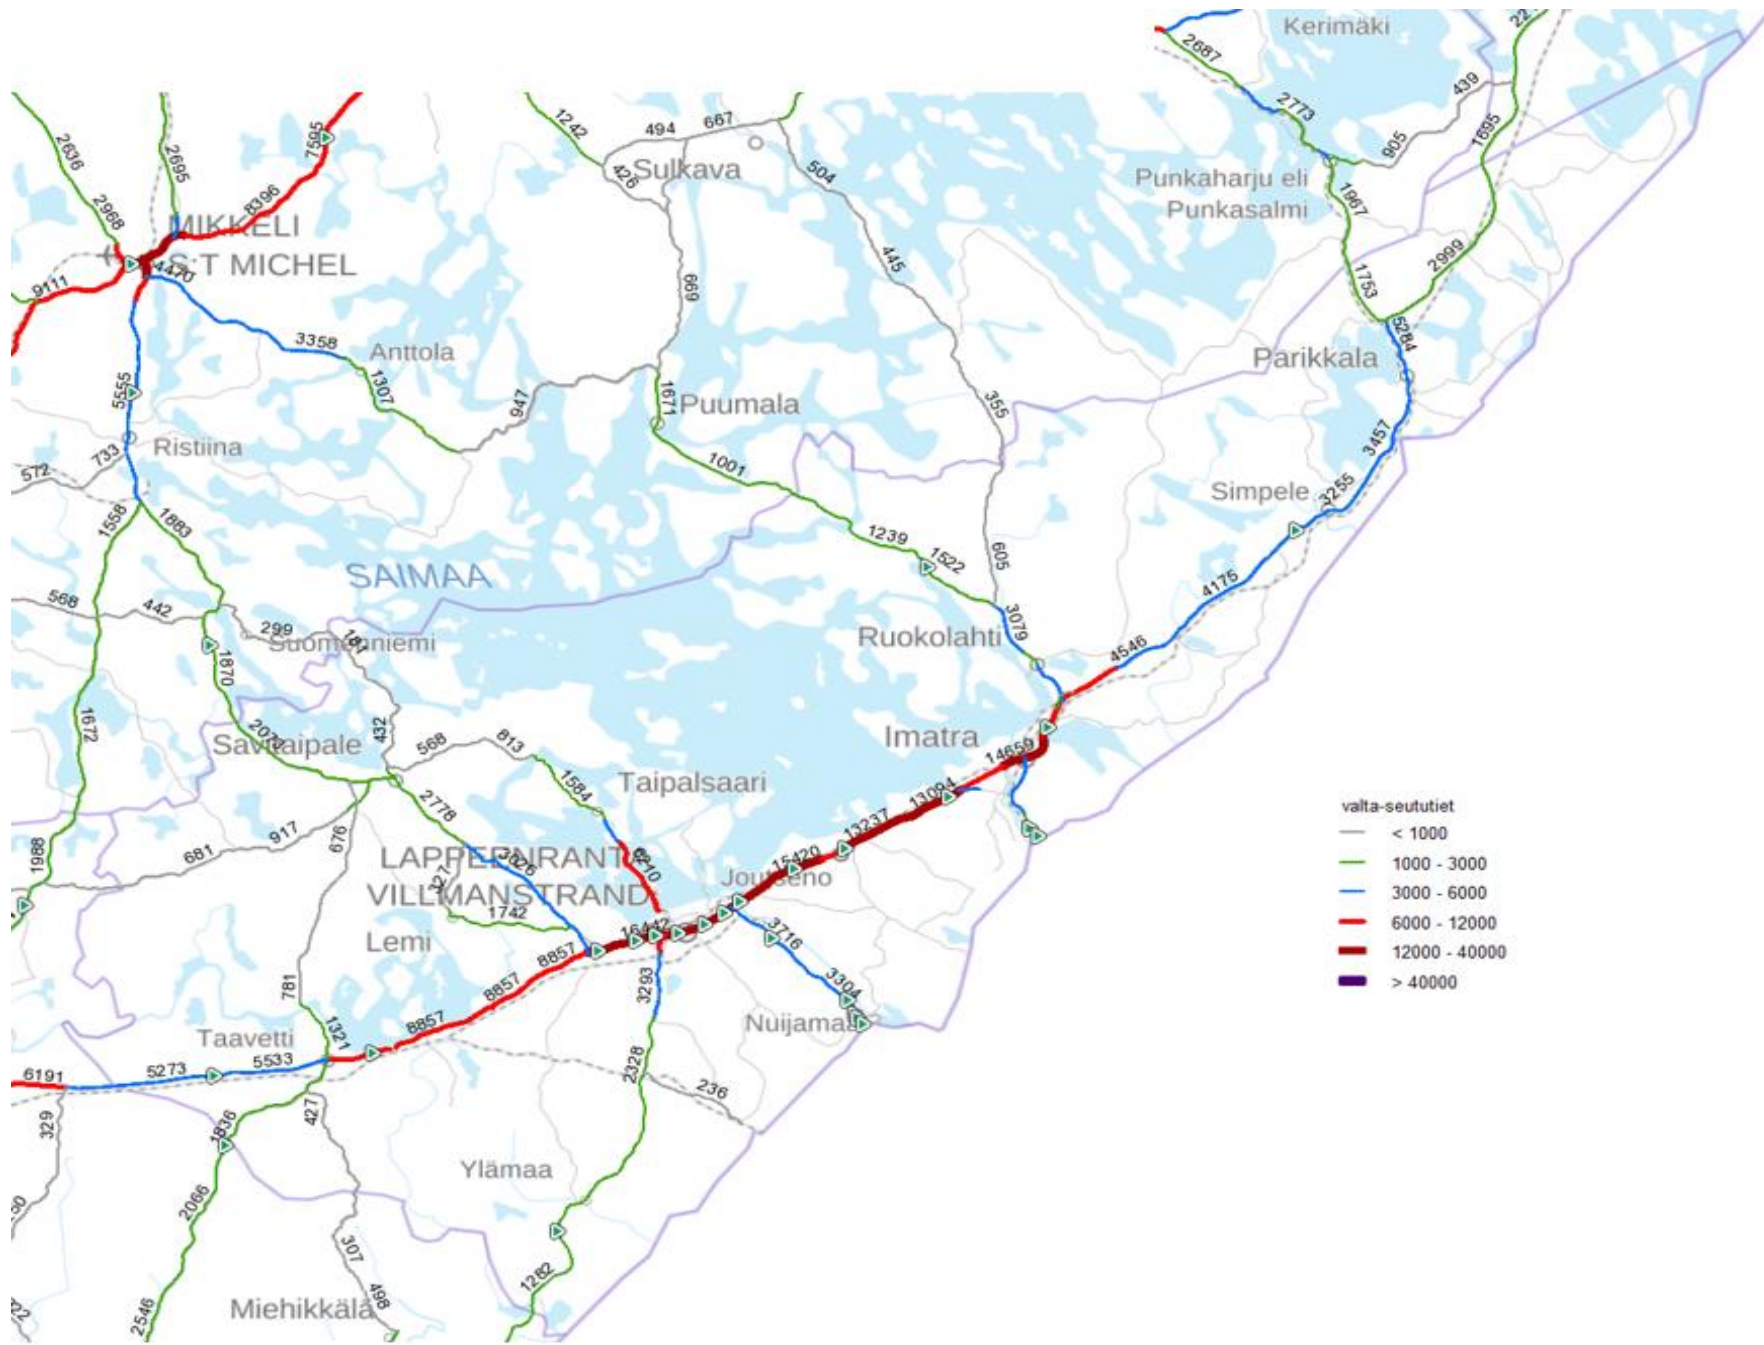 Kerimäki
2687
439
2773
1695
905
1242
494
667
2636
2695
7595
Sulkava
426
504
Punkaharju eli
Punkasalmi
1967
2968
8396
MIKKELI
S:T MICHEL
4470
9111
445
2999
669
1753
3358
Anttola
5284
Parikkala
5555
1307
947
1671
Puumala
355
3457
Ristiina
733
572
1001
Simpele
3255
1558
1883
1239
1522
605
4175
SAIMAA
568
442
299
181
Suomenniemi
3079
Ruokolahti
4546
1870
1672
432
Savitaipale
568
813
Imatra
14659
1584
Taipalsaari
2778
13094
valta-seututiet
< 1000
1000 - 3000
3000 - 6000
6000 - 12000
12000 - 40000
> 40000
13237
917
676
681
1988
LAPPEENRANTA
VILLMANSTRAND
327
15420
Joutseno
1742
Lemi
16442
3716
8857
8857
8857
3293
3304
781
Nuijamaa
Taavetti
1321
5533
5273
6191
2328
236
329
427
1836
Ylämaa
2066
307
1282
498
Miehikkälä
2546